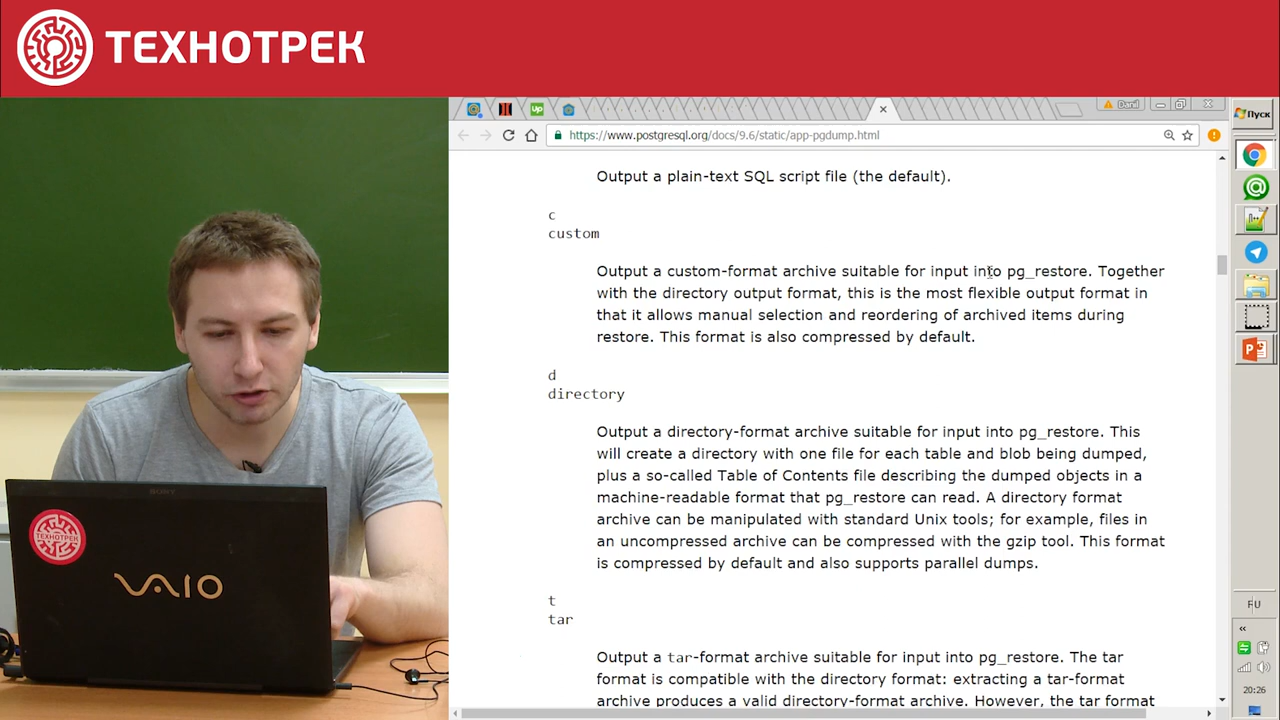 ТЕХНОТРЕК
Danil
Пуск
https://www.postgresql.org/docs/9.6/static/app-pgdump.html
Output a plain-text SQL script file (the default).
c
custom
Output a custom-format archive suitable for input into pg_restore. Together
with the directory output format, this is the most flexible output format in
that it allows manual selection and reordering of archived items during
restore. This format is also compressed by default.
d
directory
Output a directory-format archive suitable for input into pg_restore. This
will create a directory with one file for each table and blob being dumped,
plus a so-called Table of Contents file describing the dumped objects in a
machine-readable format that pg_restore can read. A directory format
archive can be manipulated with standard Unix tools; for example, files in
an uncompressed archive can be compressed with the gzip tool. This format
is compressed by default and also supports parallel dumps.
t
tar
Output a tar-format archive suitable for input into pg_restore. The tar
format is compatible with the directory format: extracting a tar-format
archive produces a valid directory-format archive. However, the tar format
SONY
ТЕХНОТРЕК
VAIO
20:26